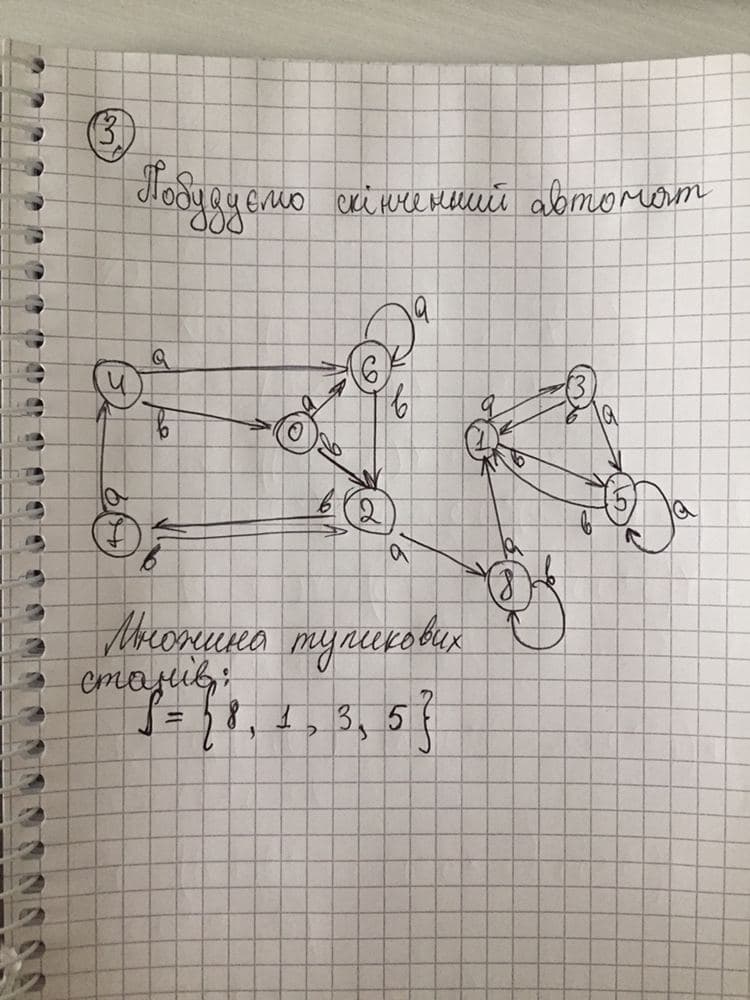 3.
Побудуємо скінченний автомат
a
4 a 6 3
b 0 a b a b a
b 1 b
a b 2 5 a
7 b a b
a 8 b
Множина тупикових
станів:
S = {8, 1, 3, 5}